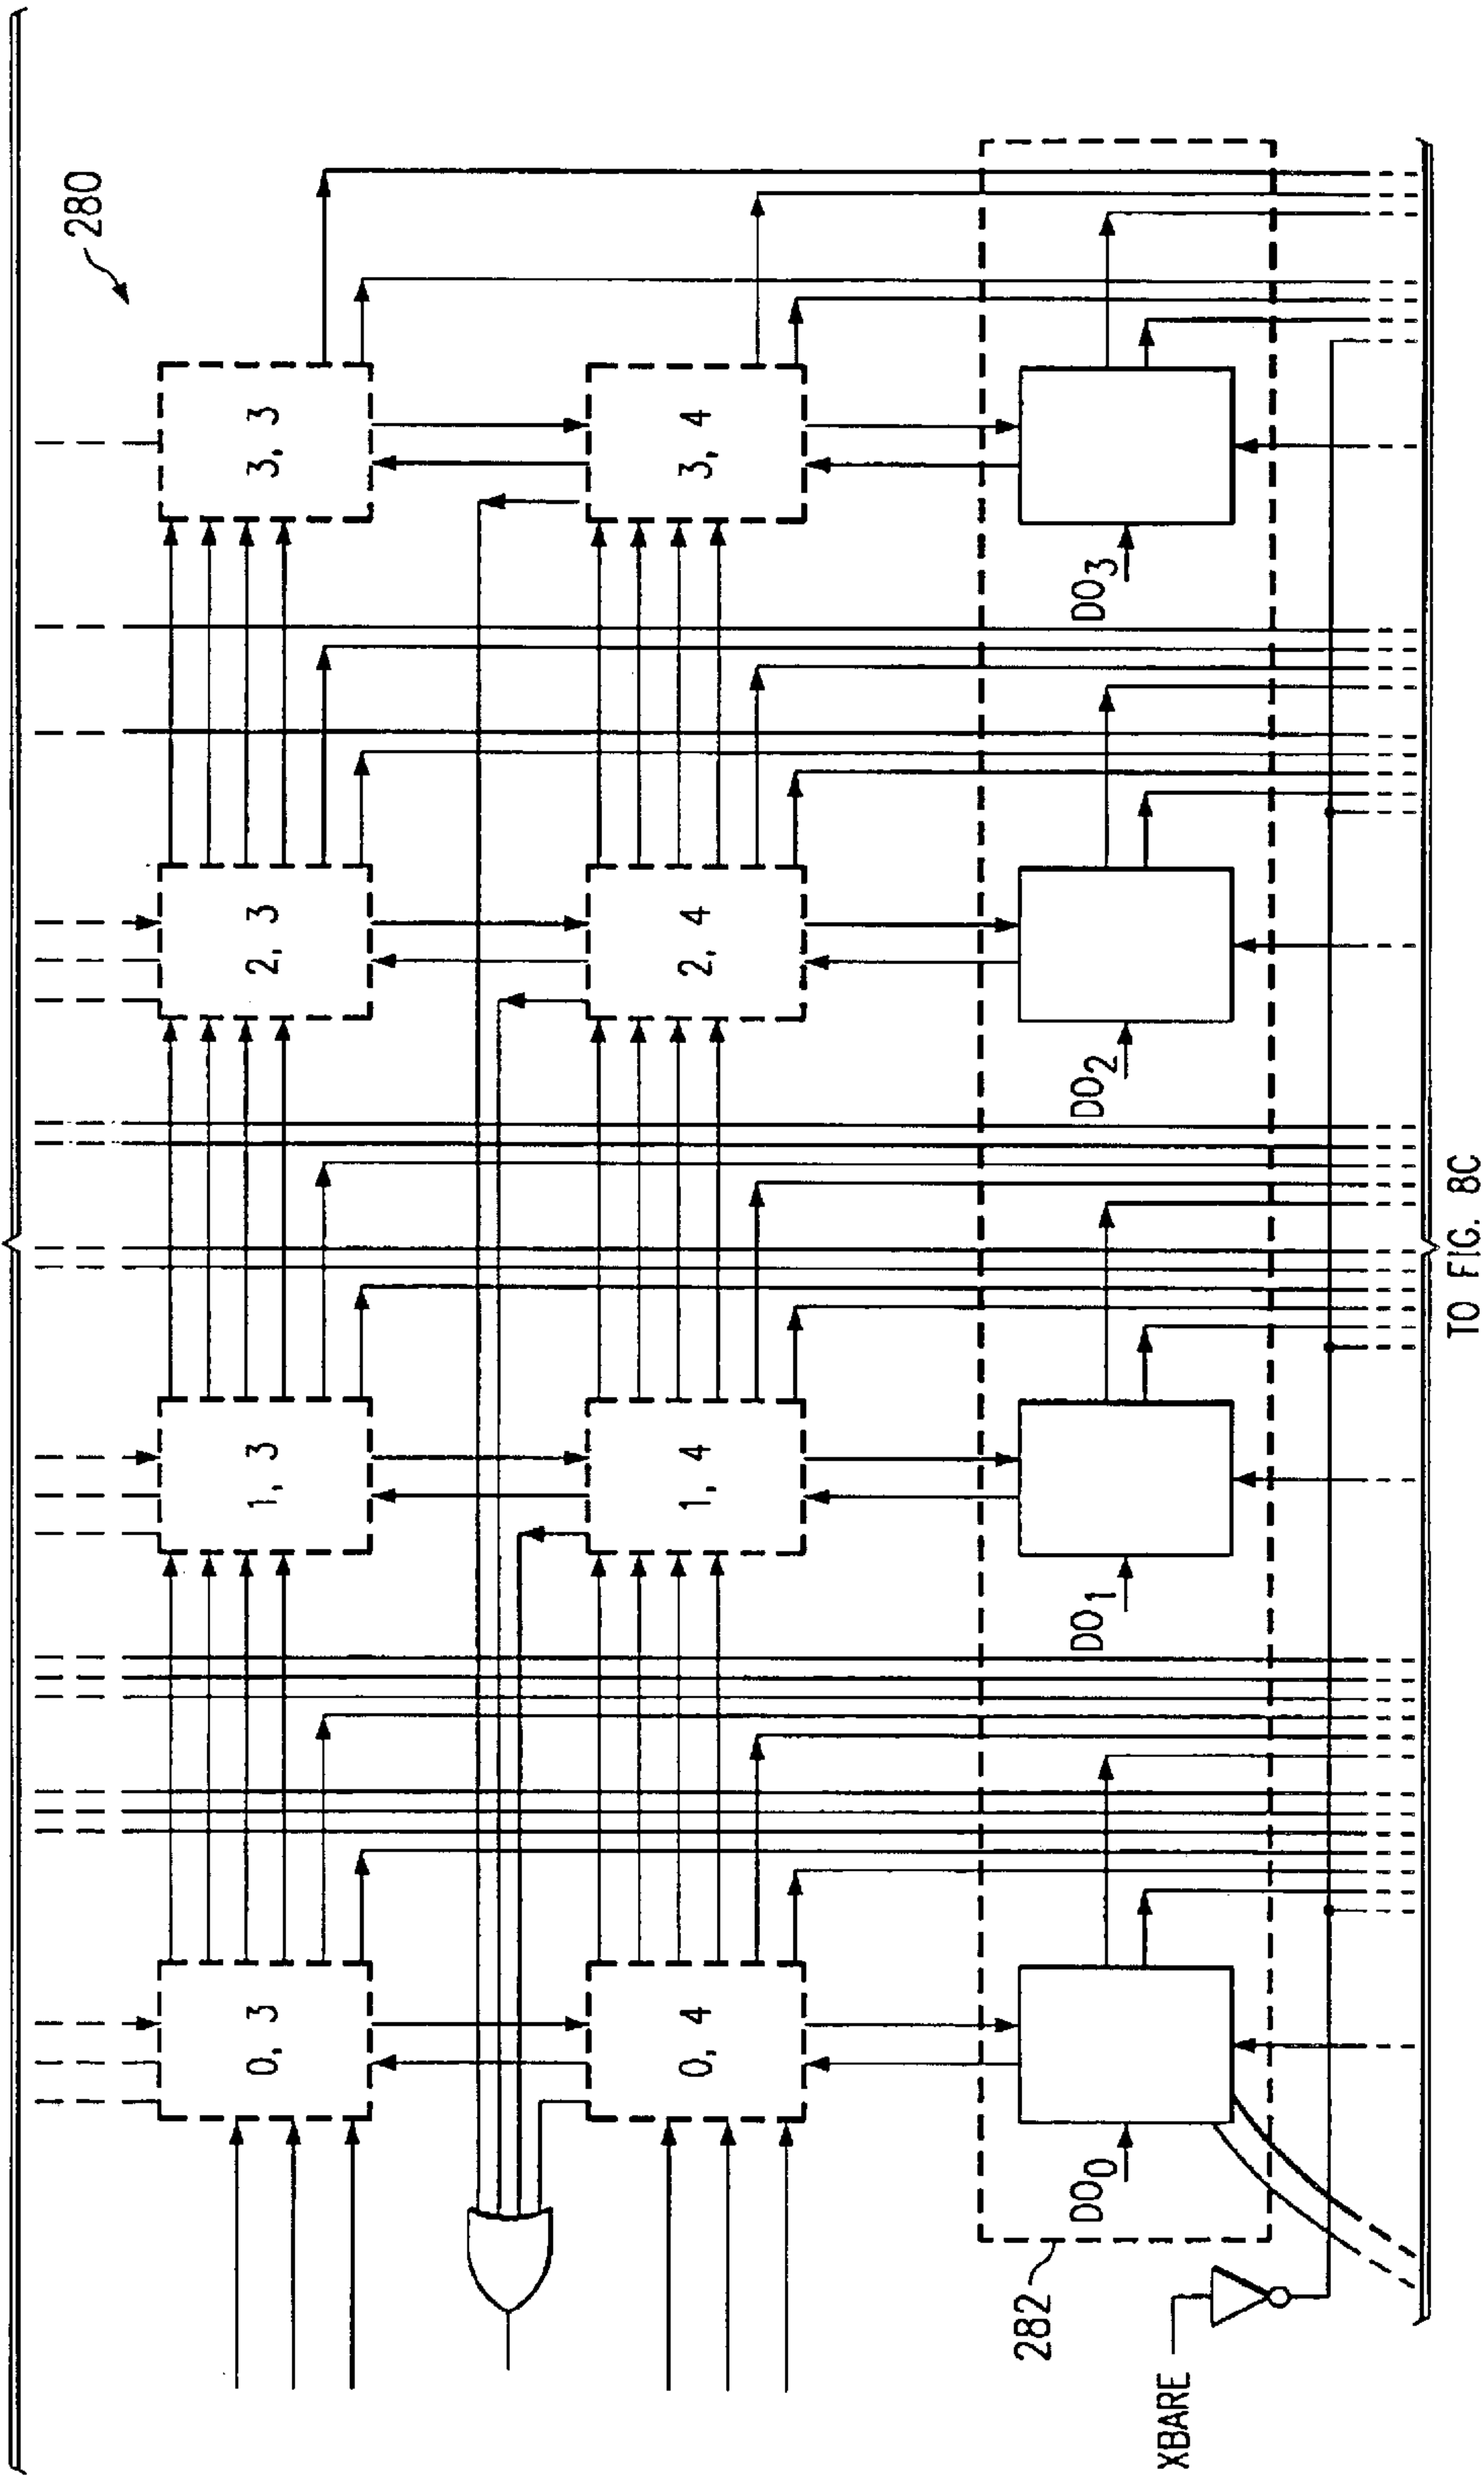 280
3, 3
3, 4
DO3
2, 3
2, 4
DO2
1, 3
1, 4
DO1
0, 3
0, 4
DO0
282
XBARE
TO FIG. 8C